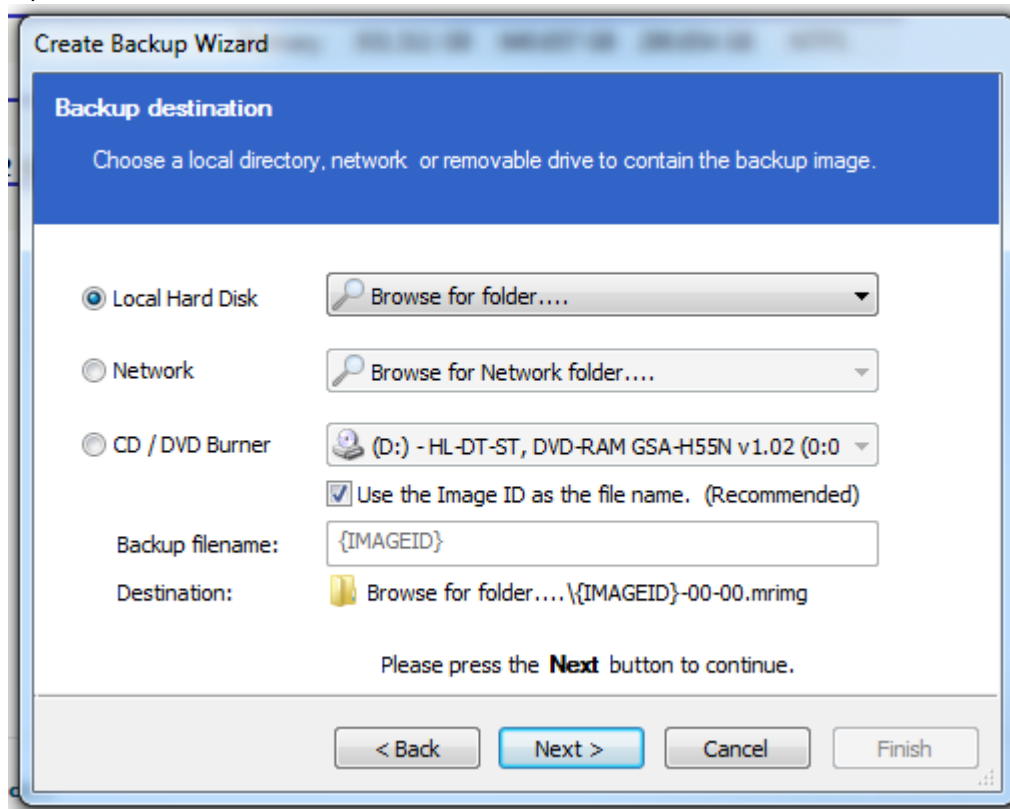 Create Backup Wizard
Backup destination
Choose a local directory, network or removable drive to contain the backup image.
Local Hard Disk
Browse for folder....
Network
Browse for Network folder....
CD / DVD Burner
(D:) - HL-DT-ST, DVD-RAM GSA-H55N v1.02 (0:0
Use the Image ID as the file name. (Recommended)
Backup filename:
{IMAGEID}
Destination:
Browse for folder....\{IMAGEID}-00-00.mrimg
Please press the Next button to continue.
< Back
Next >
Cancel
Finish